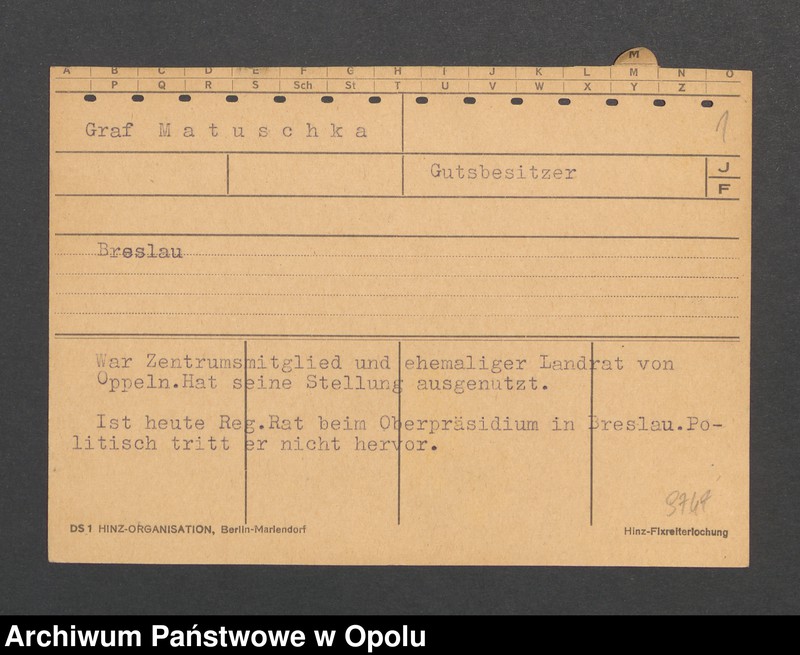 M
A B C D E F G H I J K L M N O
P Q R S Sch St T U V W X Y Z
Graf Matuschka
1
Gutsbesitzer
J
F
Breslau
War Zentrumsmitglied und ehemaliger Landrat von
Oppeln.Hat seine Stellung ausgenutzt.
Ist heute Reg.Rat beim Oberpräsidium in Breslau.Po-
litisch tritt er nicht hervor.
DS 1 HINZ-ORGANISATION, Berlin-Mariendorf
Hinz-Fixreiterlochung
Archiwum Państwowe w Opolu